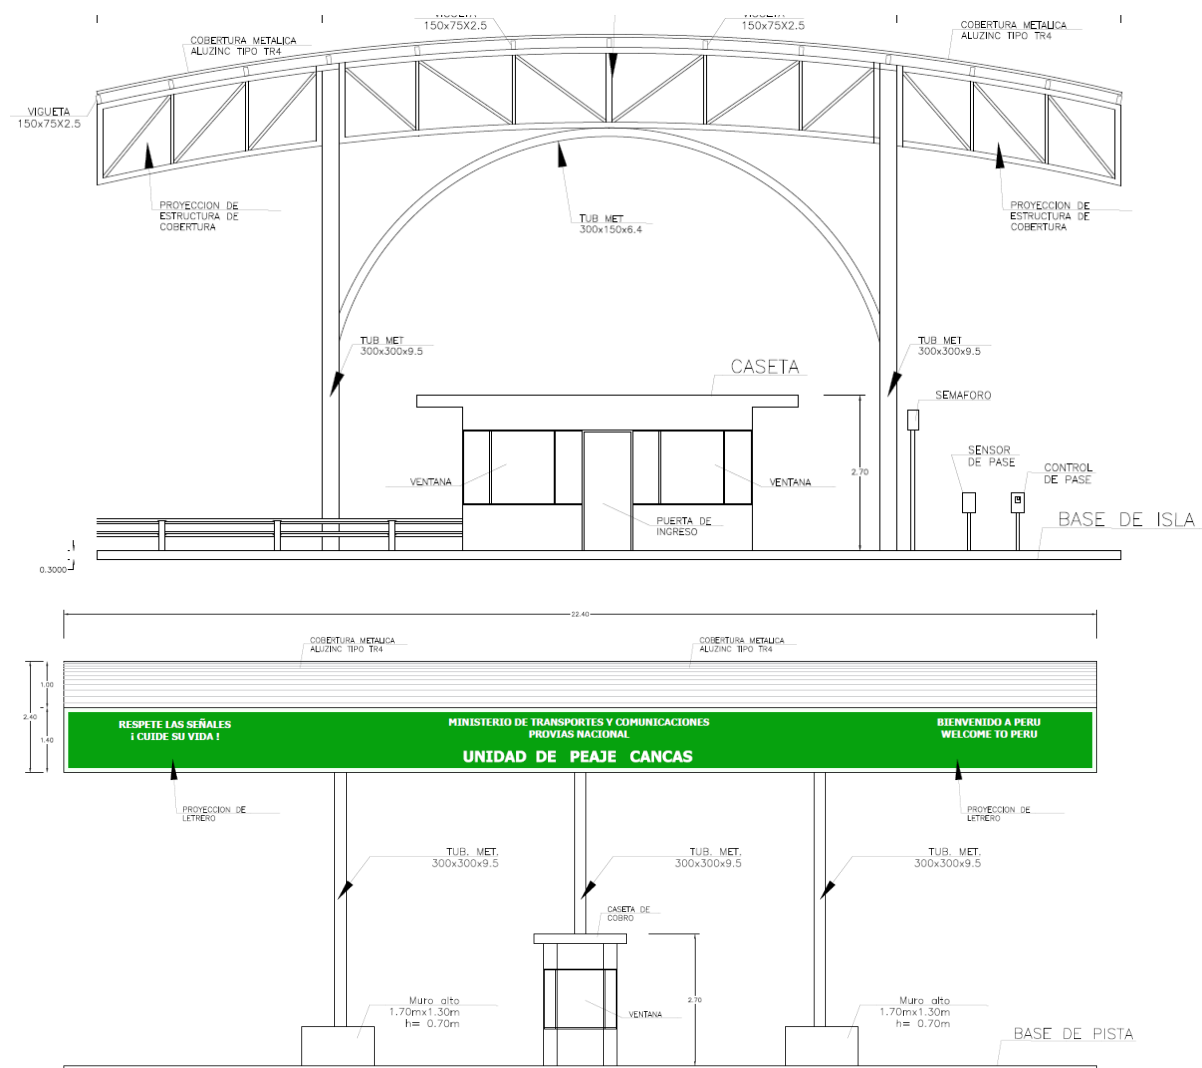 VIGUETA
150x75X2.5
VIGUETA
150x75X2.5
COBERTURA METALICA
ALUZINC TIPO TR4
COBERTURA METALICA
ALUZINC TIPO TR4
VIGUETA
150x75X2.5
PROYECCION DE
ESTRUCTURA DE
COBERTURA
TUB MET
300x150x6.4
PROYECCION DE
ESTRUCTURA DE
COBERTURA
TUB MET
300x300x9.5
TUB MET
300x300x9.5
CASETA
SEMAFORO
2.70
SENSOR
DE PASE
CONTROL
DE PASE
VENTANA
VENTANA
PUERTA DE
INGRESO
BASE DE ISLA
0.3000
22.40
COBERTURA METALICA
ALUZINC TIPO TR4
COBERTURA METALICA
ALUZINC TIPO TR4
1.00
2.40
1.40
RESPETE LAS SEÑALES
¡ CUIDE SU VIDA !
MINISTERIO DE TRANSPORTES Y COMUNICACIONES
PROVIAS NACIONAL
UNIDAD DE PEAJE CANCAS
BIENVENIDO A PERU
WELCOME TO PERU
PROYECCION DE
LETRERO
PROYECCION DE
LETRERO
TUB. MET.
300x300x9.5
TUB. MET.
300x300x9.5
TUB. MET.
300x300x9.5
CASETA DE
COBRO
2.70
Muro alto
1.70mx1.30m
h= 0.70m
VENTANA
Muro alto
1.70mx1.30m
h= 0.70m
BASE DE PISTA